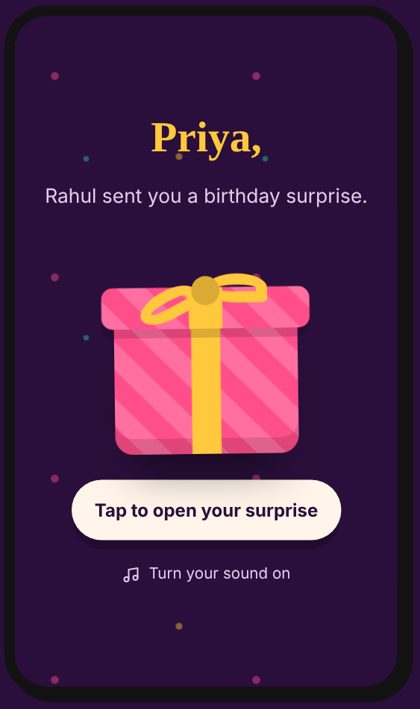 Priya,
Rahul sent you a birthday surprise.
Tap to open your surprise
Turn your sound on